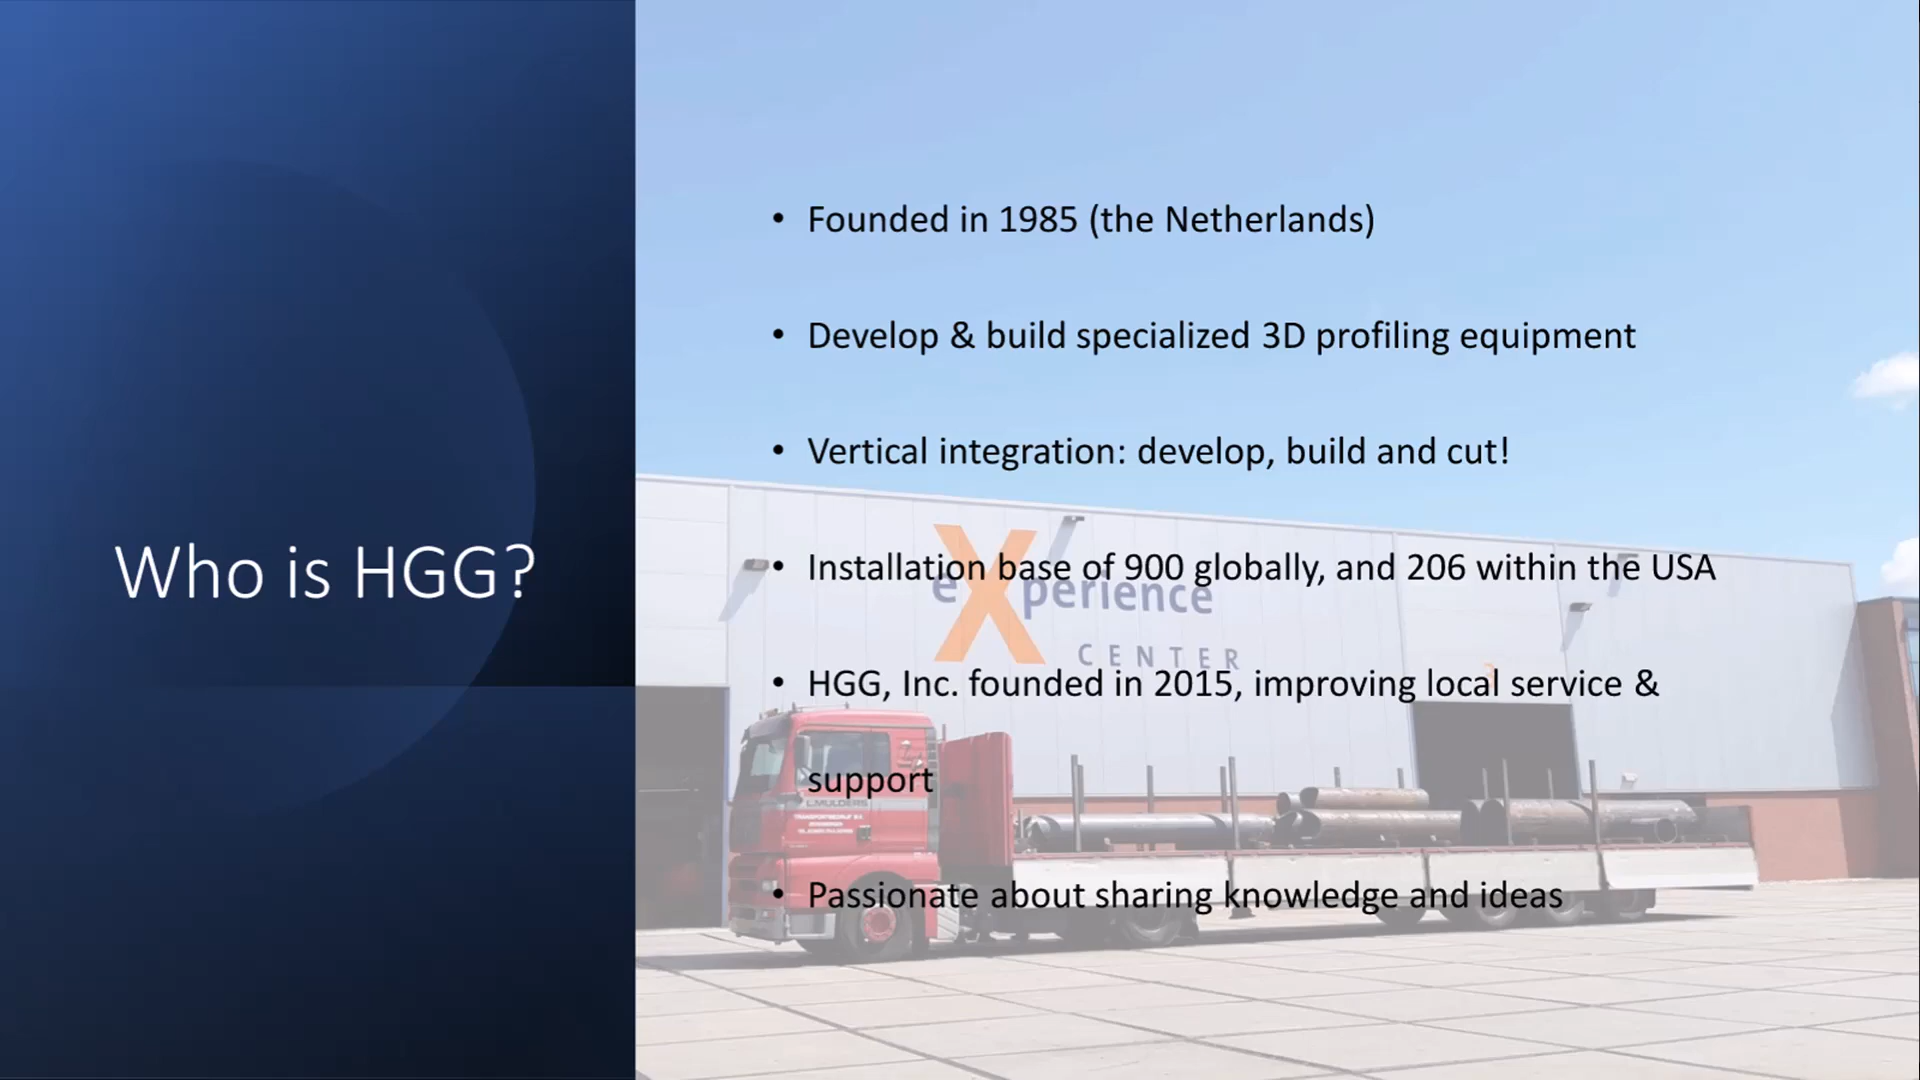 Who is HGG?
• Founded in 1985 (the Netherlands)
• Develop & build specialized 3D profiling equipment
• Vertical integration: develop, build and cut!
• Installation base of 900 globally, and 206 within the USA
• HGG, Inc. founded in 2015, improving local service &
support
• Passionate about sharing knowledge and ideas
eXperience
CENTER
L.MULDERS